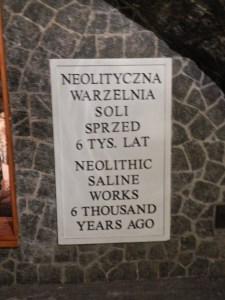 NEOLITYCZNA
WARZELNIA
SOLI
SPRZED
6 TYS. LAT
NEOLITHIC
SALINE
WORKS
6 THOUSAND
YEARS AGO